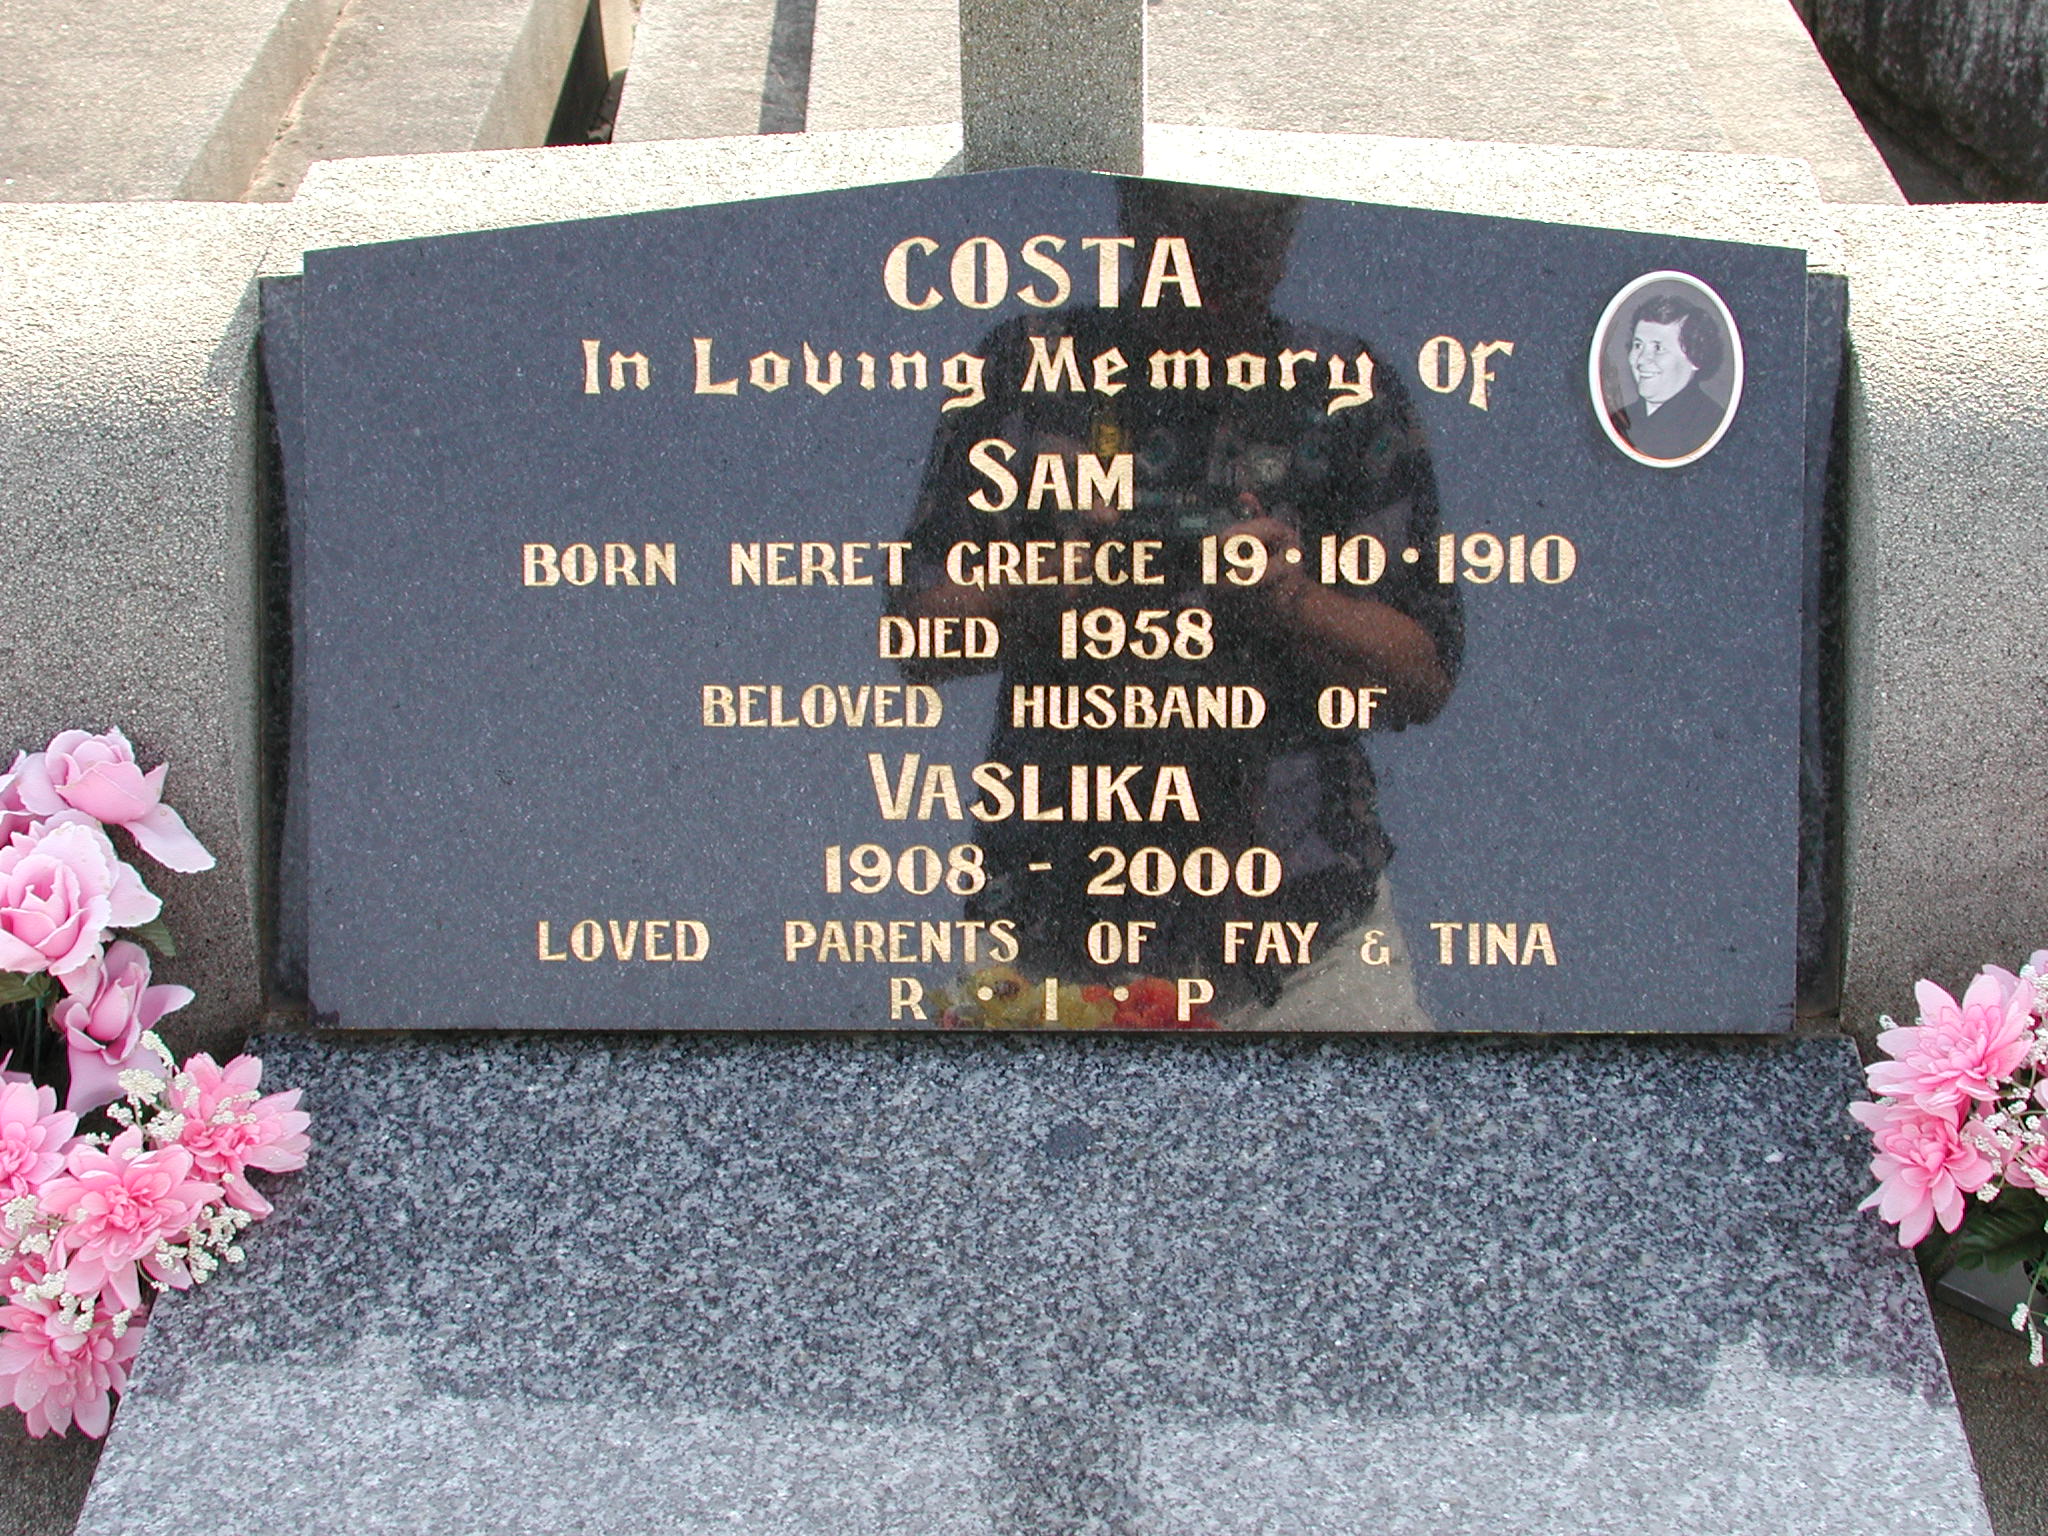 COSTA
In Loving Memory Of
SAM
BORN NERET GREECE 19·10·1910
DIED 1958
BELOVED HUSBAND OF
VASLIKA
1908 - 2000
LOVED PARENTS OF FAY & TINA
R·I·P